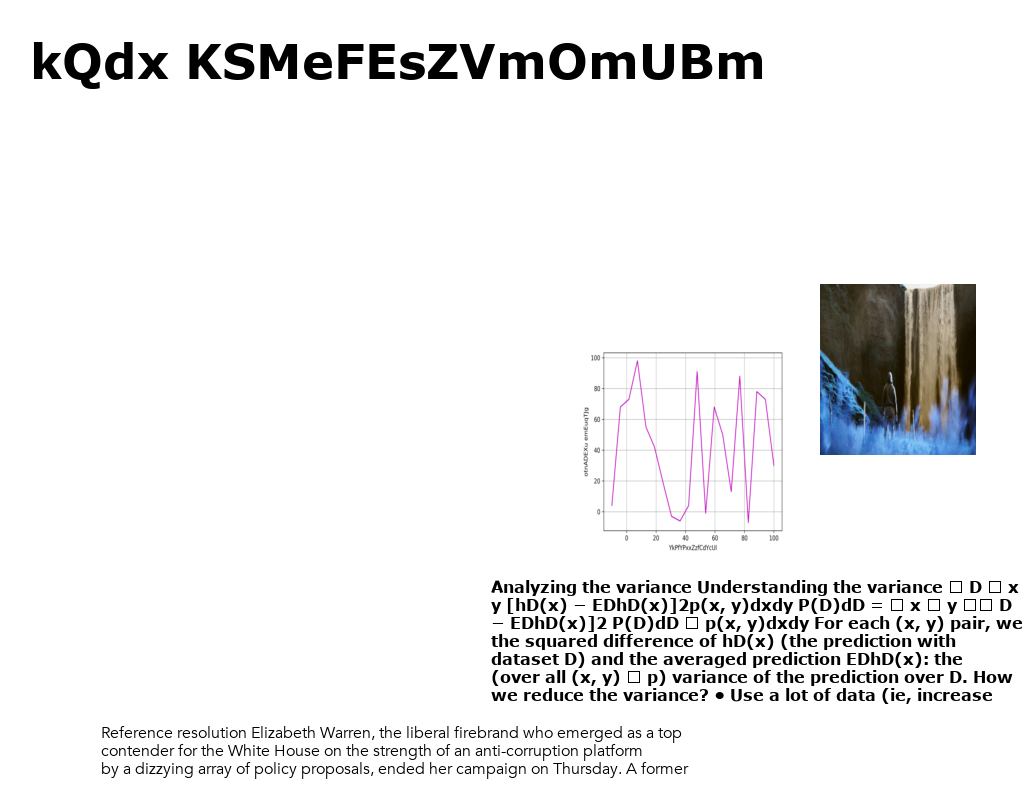 kQdx KSMeFEsZVmOmUBm
100
80
60
40
20
0
0 20 40 60 80 100
Analyzing the variance Understanding the variance □ D □ x
y [hD(x) − EDhD(x)]2p(x, y)dxdy P(D)dD = □ x □ y □□ D
− EDhD(x)]2 P(D)dD □ p(x, y)dxdy For each (x, y) pair, we
the squared difference of hD(x) (the prediction with
dataset D) and the averaged prediction EDhD(x): the
(over all (x, y) □ p) variance of the prediction over D. How
we reduce the variance? • Use a lot of data (ie, increase
Reference resolution Elizabeth Warren, the liberal firebrand who emerged as a top
contender for the White House on the strength of an anti-corruption platform
by a dizzying array of policy proposals, ended her campaign on Thursday. A former